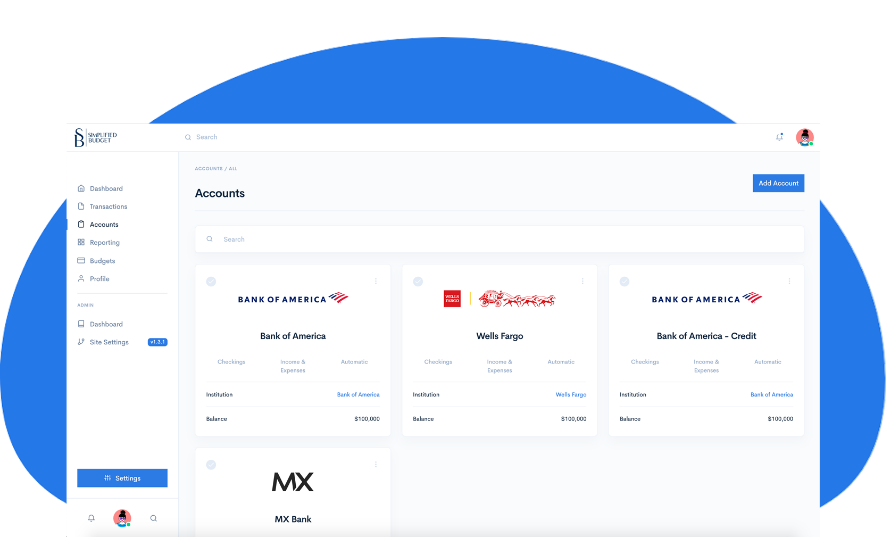 SIMPLIFIED
BUDGET
Search
Dashboard
Transactions
Accounts
Reporting
Budgets
Profile
ADMIN
Dashboard
Site Settings v1.2.1
Settings
ACCOUNTS / ALL
Accounts
Add Account
Search
BANK OF AMERICA
Bank of America
Checkings Income & Expenses Automatic
Institution Bank of America
Balance $100,000
WELLS
FARGO
Wells Fargo
Checkings Income & Expenses Automatic
Institution Wells Fargo
Balance $100,000
BANK OF AMERICA
Bank of America - Credit
Checkings Income & Expenses Automatic
Institution Bank of America
Balance $100,000
MX
MX Bank